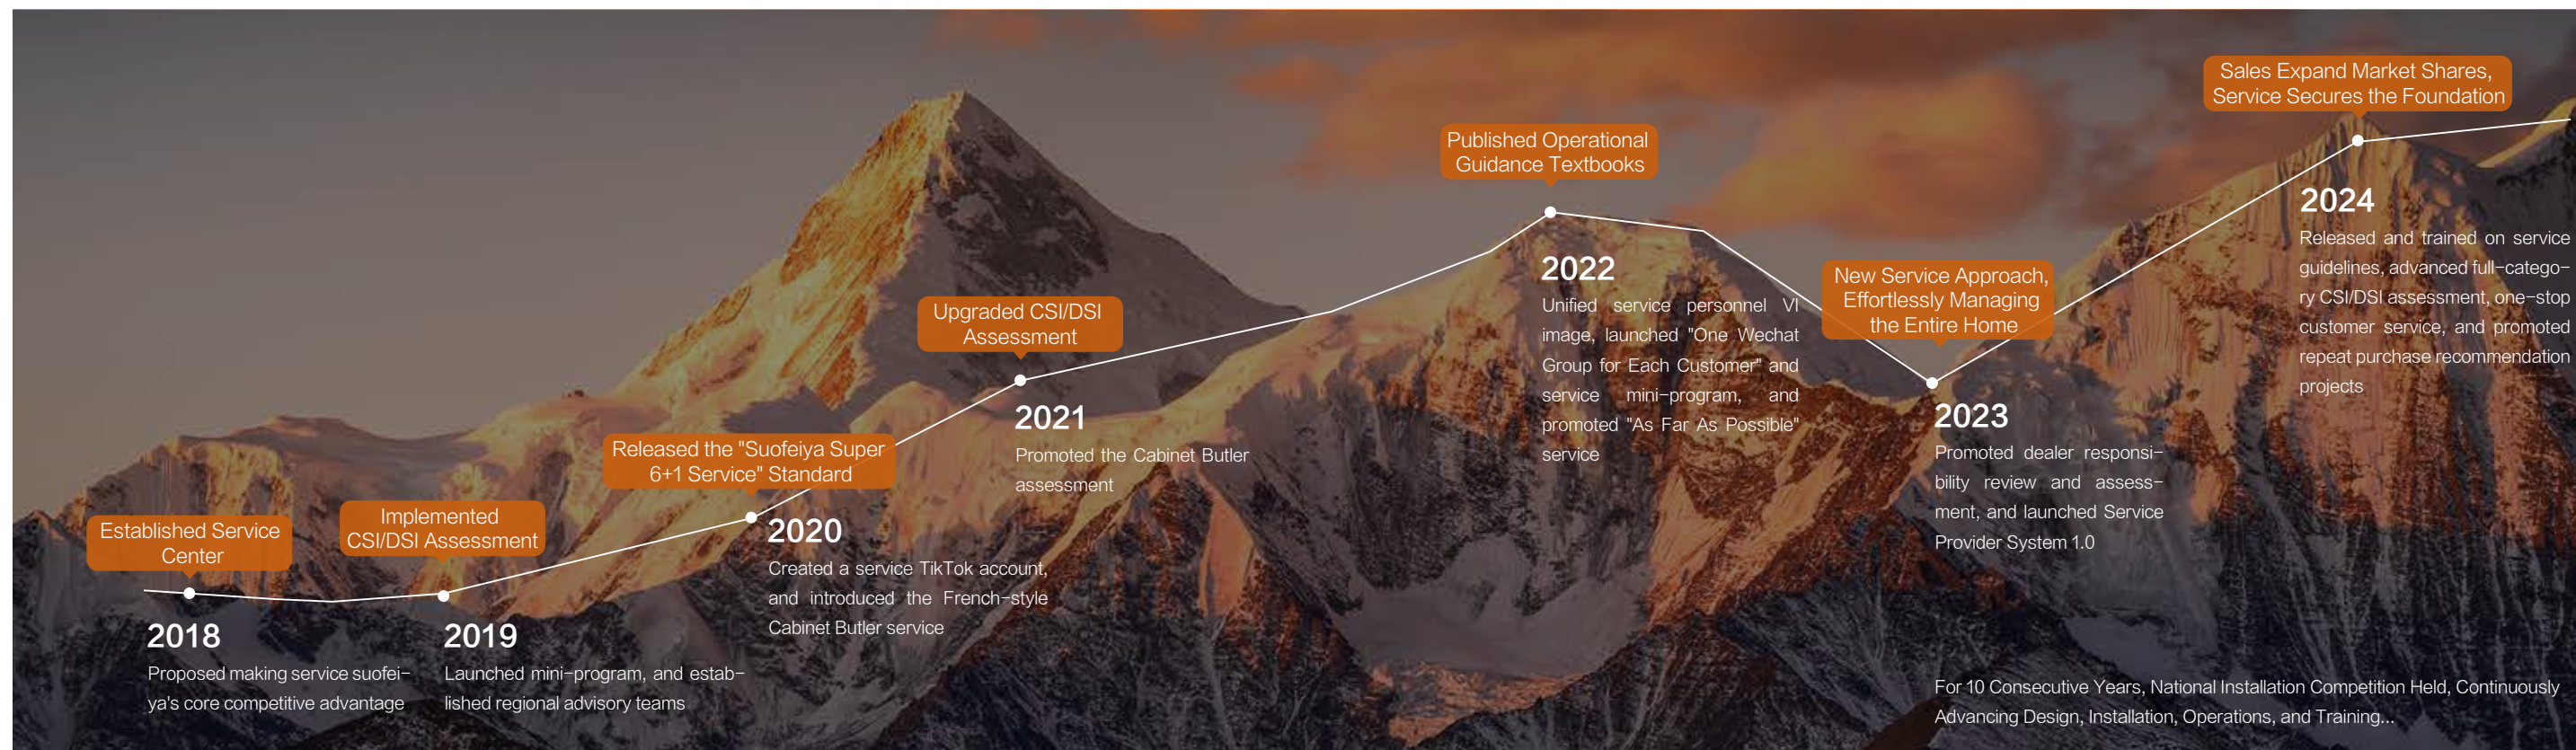 Established Service
Center
2018
Proposed making service suofei-
ya's core competitive advantage
Implemented
CSI/DSI Assessment
2019
Launched mini-program, and estab-
lished regional advisory teams
Released the "Suofeiya Super
6+1 Service" Standard
2020
Created a service TikTok account,
and introduced the French-style
Cabinet Butler service
Upgraded CSI/DSI
Assessment
2021
Promoted the Cabinet Butler
assessment
Published Operational
Guidance Textbooks
2022
Unified service personnel VI
image, launched "One Wechat
Group for Each Customer" and
service mini-program, and
promoted "As Far As Possible"
service
New Service Approach,
Effortlessly Managing
the Entire Home
2023
Promoted dealer responsi-
bility review and assess-
ment, and launched Service
Provider System 1.0
Sales Expand Market Shares,
Service Secures the Foundation
2024
Released and trained on service
guidelines, advanced full-catego-
ry CSI/DSI assessment, one-stop
customer service, and promoted
repeat purchase recommendation
projects
For 10 Consecutive Years, National Installation Competition Held, Continuously
Advancing Design, Installation, Operations, and Training...